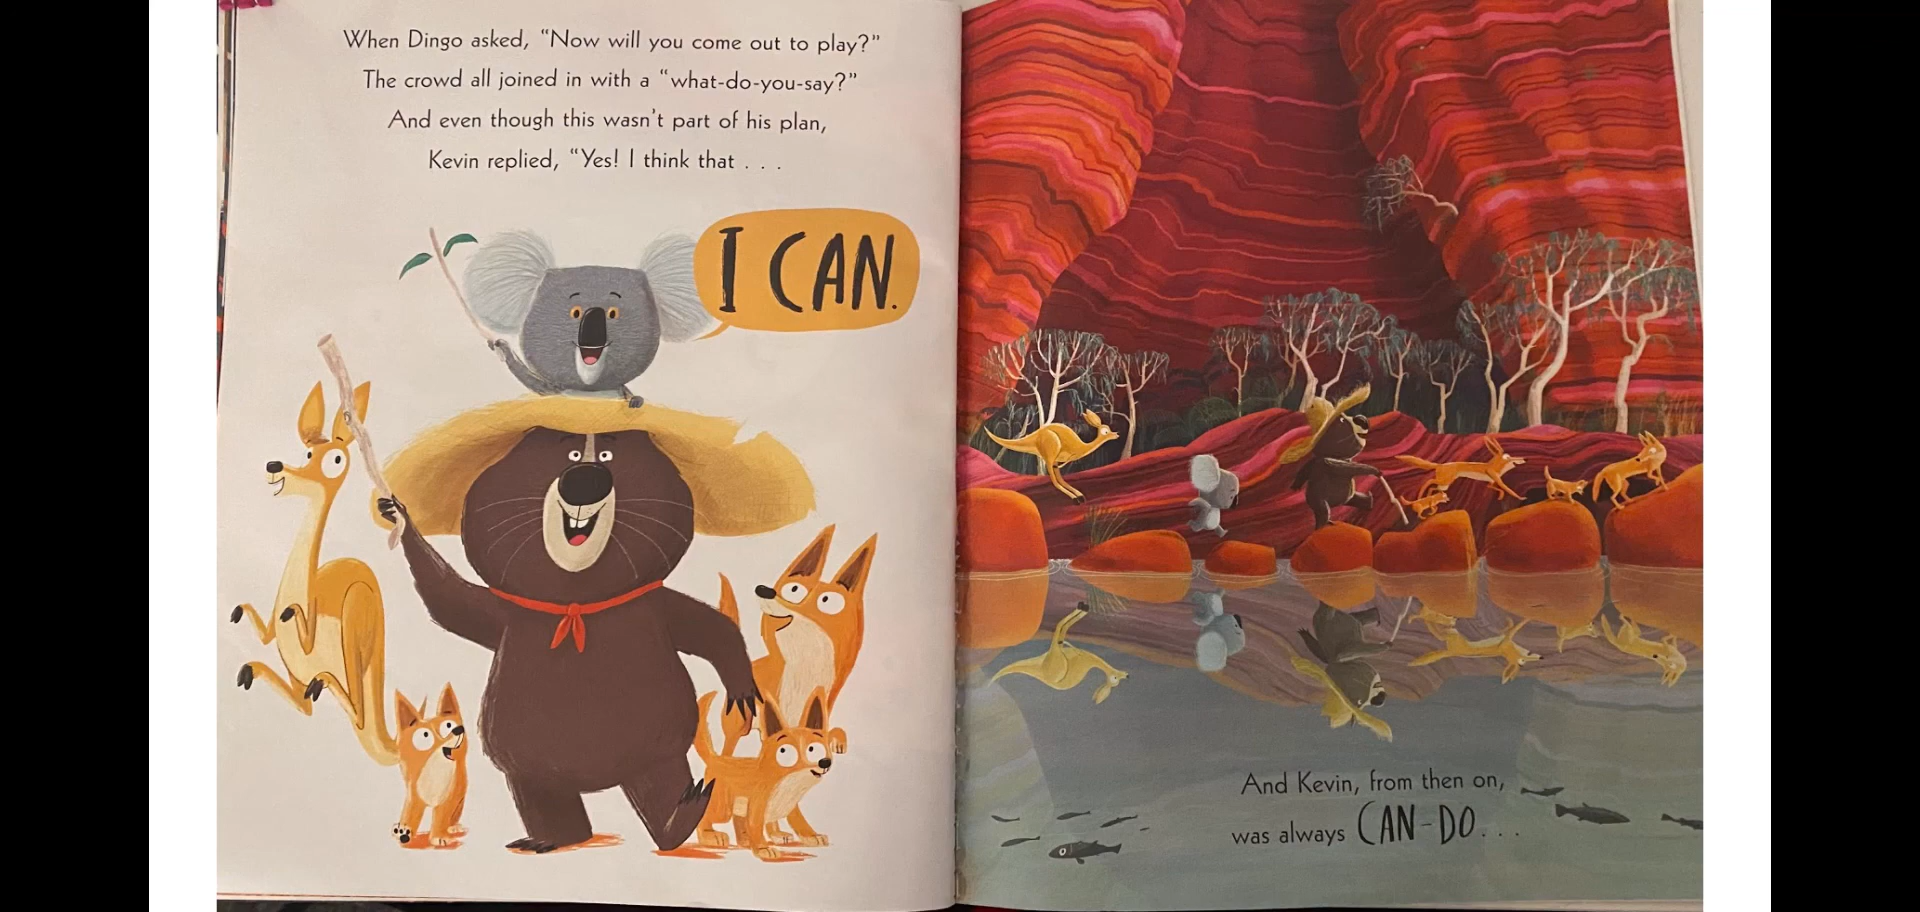 When Dingo asked, “Now will you come out to play?”
The crowd all joined in with a “what-do-you-say?”
And even though this wasn’t part of his plan,
Kevin replied, “Yes! I think that . . .
I CAN.
And Kevin, from then on,
was always CAN-DO. . .